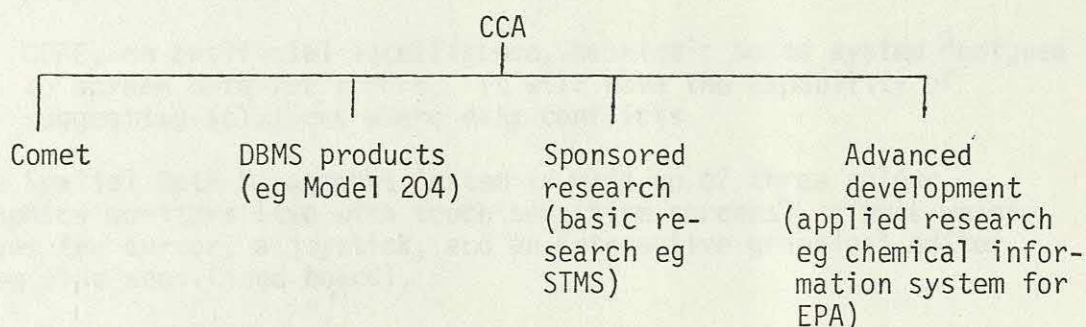 CCA
Comet
DBMS products
(eg Model 204)
Sponsored
research
(basic re-
search eg
STMS)
Advanced
development
(applied research
eg chemical infor-
mation system for
EPA)